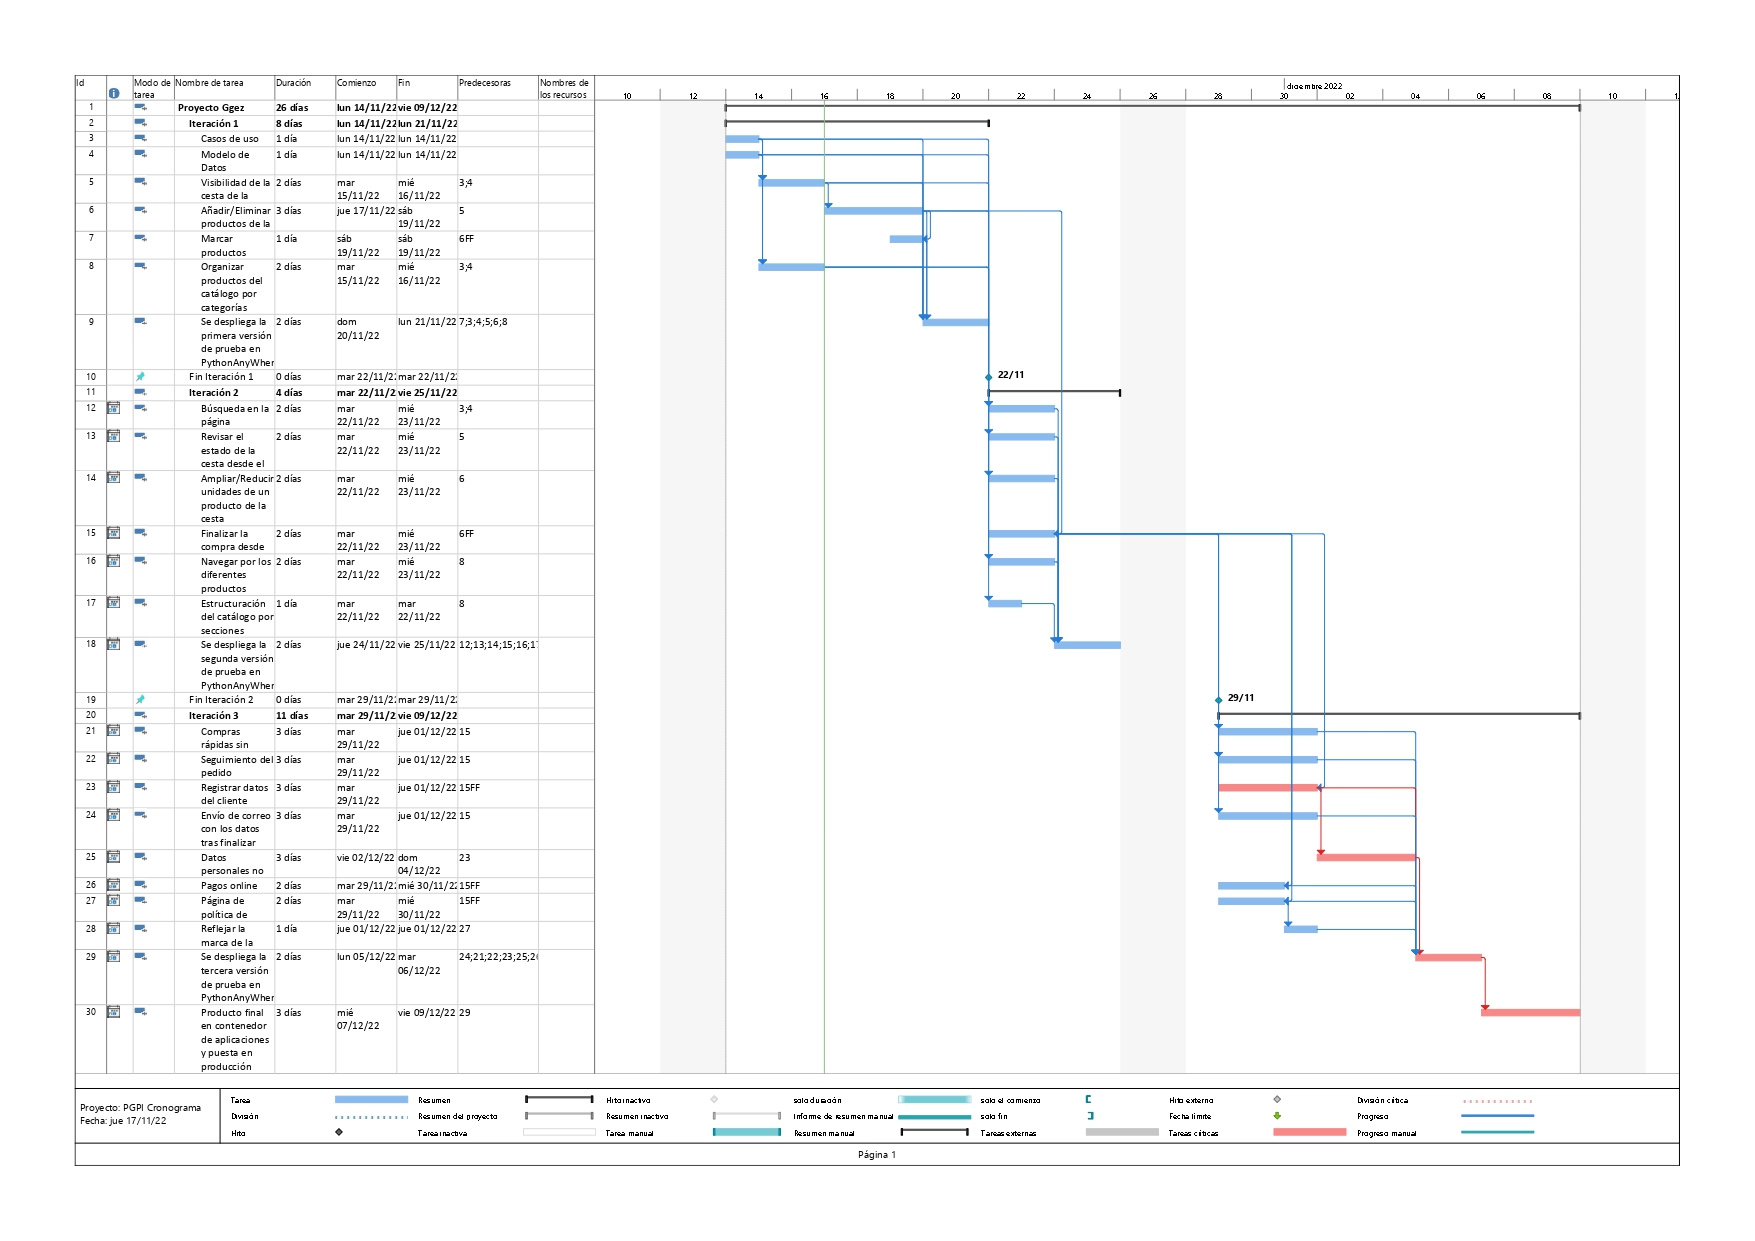 Id Modo de tarea Nombre de tarea Duración Comienzo Fin Predecesoras Nombres de los recursos
diciembre 2022
10 12 14 16 18 20 22 24 26 28 30 02 04 06 08 10
1 Proyecto Ggez 26 días lun 14/11/22 vie 09/12/22
2 Iteración 1 8 días lun 14/11/22 lun 21/11/22
3 Casos de uso 1 día lun 14/11/22 lun 14/11/22
4 Modelo de 1 día lun 14/11/22 lun 14/11/22
Datos
5 Visibilidad de la 2 días mar mié 3;4
cesta de la 15/11/22 16/11/22
6 Añadir/Eliminar 3 días jue 17/11/22 sáb 5
productos de la 19/11/22
7 Marcar 1 día sáb sáb 6FF
productos 19/11/22 19/11/22
8 Organizar 2 días mar mié 3;4
productos del 15/11/22 16/11/22
catálogo por
categorías
9 Se despliega la 2 días dom lun 21/11/22 7;3;4;5;6;8
primera versión 20/11/22
de prueba en
PythonAnyWher
10 Fin Iteración 1 0 días mar 22/11/22 mar 22/11/22 22/11
11 Iteración 2 4 días mar 22/11/2 vie 25/11/22
12 Búsqueda en la 2 días mar mié 3;4
página 22/11/22 23/11/22
13 Revisar el 2 días mar mié 5
estado de la 22/11/22 23/11/22
cesta desde el
14 Ampliar/Reducir 2 días mar mié 6
unidades de un 22/11/22 23/11/22
producto de la
cesta
15 Finalizar la 2 días mar mié 6FF
compra desde 22/11/22 23/11/22
16 Navegar por los 2 días mar mié 8
diferentes 22/11/22 23/11/22
productos
17 Estructuración 1 día mar mar 8
del catálogo por 22/11/22 22/11/22
secciones
18 Se despliega la 2 días jue 24/11/22 vie 25/11/22 12;13;14;15;16;17
segunda versión
de prueba en
PythonAnyWher
19 Fin Iteración 2 0 días mar 29/11/22 mar 29/11/22 29/11
20 Iteración 3 11 días mar 29/11/2 vie 09/12/22
21 Compras 3 días mar jue 01/12/22 15
rápidas sin 29/11/22
22 Seguimiento del 3 días mar jue 01/12/22 15
pedido 29/11/22
23 Registrar datos 3 días mar jue 01/12/22 15FF
del cliente 29/11/22
24 Envío de correo 3 días mar jue 01/12/22 15
con los datos 29/11/22
tras finalizar
25 Datos 3 días vie 02/12/22 dom 23
personales no 04/12/22
26 Pagos online 2 días mar 29/11/22 mié 30/11/22 15FF
27 Página de 2 días mar mié 15FF
política de 29/11/22 30/11/22
28 Reflejar la 1 día jue 01/12/22 jue 01/12/22 27
marca de la
29 Se despliega la 2 días lun 05/12/22 mar 24;21;22;23;25;26
tercera versión 06/12/22
de prueba en
PythonAnyWher
30 Producto final 3 días mié vie 09/12/22 29
en contenedor 07/12/22
de aplicaciones
y puesta en
producción
Proyecto: PGPI Cronograma
Fecha: jue 17/11/22
Tarea Resumen Hito inactivo solo duración solo el comienzo Hito externo División crítica
División Resumen del proyecto Resumen inactivo Informe de resumen manual solo fin Fecha límite Progreso
Hito Tarea inactiva Tarea manual Resumen manual Tareas externas Tareas críticas Progreso manual
Página 1